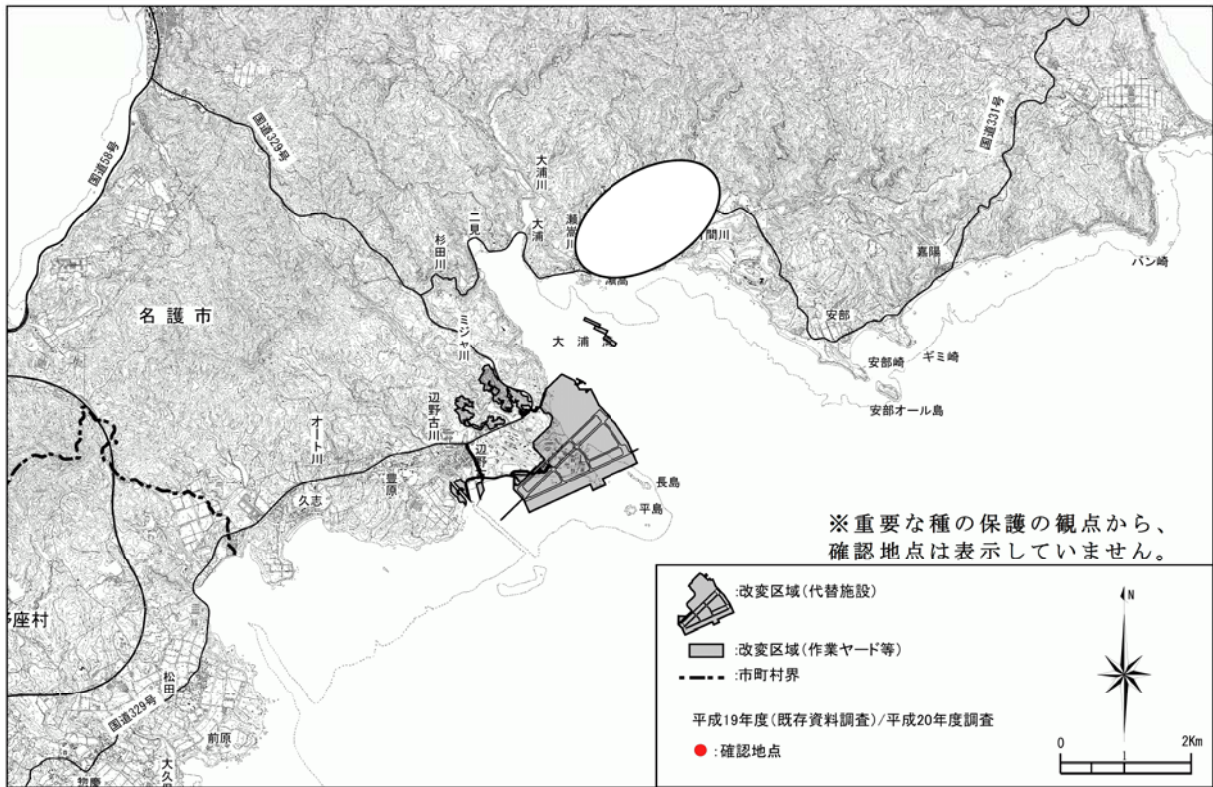 国道58号
国道329号
国道331号
大浦川
二見
大浦
瀬嵩川
杉田川
間川
嘉陽
バン崎
瀬嵩
名護市
ミジャ川
大浦
安部
安部崎
ギミ崎
安部オール島
辺野古川
オート川
辺野
豊原
久志
長島
平島
※重要な種の保護の観点から、
確認地点は表示していません。
座村
松田
国道329号
前原
大久
惣慶
:改変区域(代替施設)
:改変区域(作業ヤード等)
:市町村界
平成19年度(既存資料調査)/平成20年度調査
:確認地点
N
0
2Km